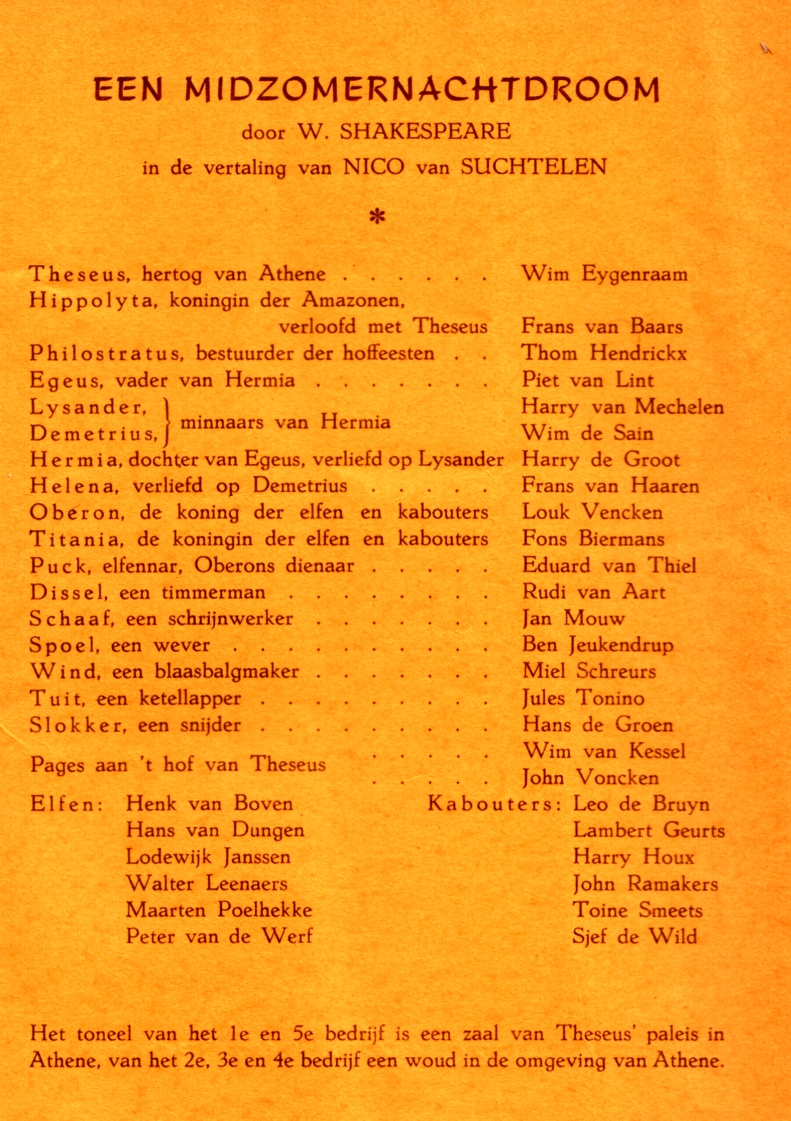 EEN MIDZOMERNACHTDROOM
door W. SHAKESPEARE
in de vertaling van NICO van SUCHTELEN
*
Theseus, hertog van Athene . . . . . . Wim Eygenraam
Hippolyta, koningin der Amazonen,
verloofd met Theseus Frans van Baars
Philostratus, bestuurder der hoffeesten . . Thom Hendrickx
Egeus, vader van Hermia . . . . . . . Piet van Lint
Lysander, } minnaars van Hermia Harry van Mechelen
Demetrius, Wim de Sain
Hermia, dochter van Egeus, verliefd op Lysander Harry de Groot
Helena, verliefd op Demetrius . . . . . Frans van Haaren
Oberon, de koning der elfen en kabouters Louk Vencken
Titania, de koningin der elfen en kabouters Fons Biermans
Puck, elfennar, Oberons dienaar . . . . . Eduard van Thiel
Dissel, een timmerman . . . . . . . . Rudi van Aart
Schaaf, een schrijnwerker . . . . . . . Jan Mouw
Spoel, een wever . . . . . . . . . . Ben Jeukendrup
Wind, een blaasbalgmaker . . . . . . . Miel Schreurs
Tuit, een ketellapper . . . . . . . . . Jules Tonino
Slokker, een snijder . . . . . . . . . Hans de Groen
Pages aan 't hof van Theseus . . . . . Wim van Kessel
. . . . . John Voncken
Elfen: Henk van Boven Kabouters: Leo de Bruyn
Hans van Dungen Lambert Geurts
Lodewijk Janssen Harry Houx
Walter Leenaers John Ramakers
Maarten Poelhekke Toine Smeets
Peter van de Werf Sjef de Wild
Het toneel van het 1e en 5e bedrijf is een zaal van Theseus' paleis in
Athene, van het 2e, 3e en 4e bedrijf een woud in de omgeving van Athene.